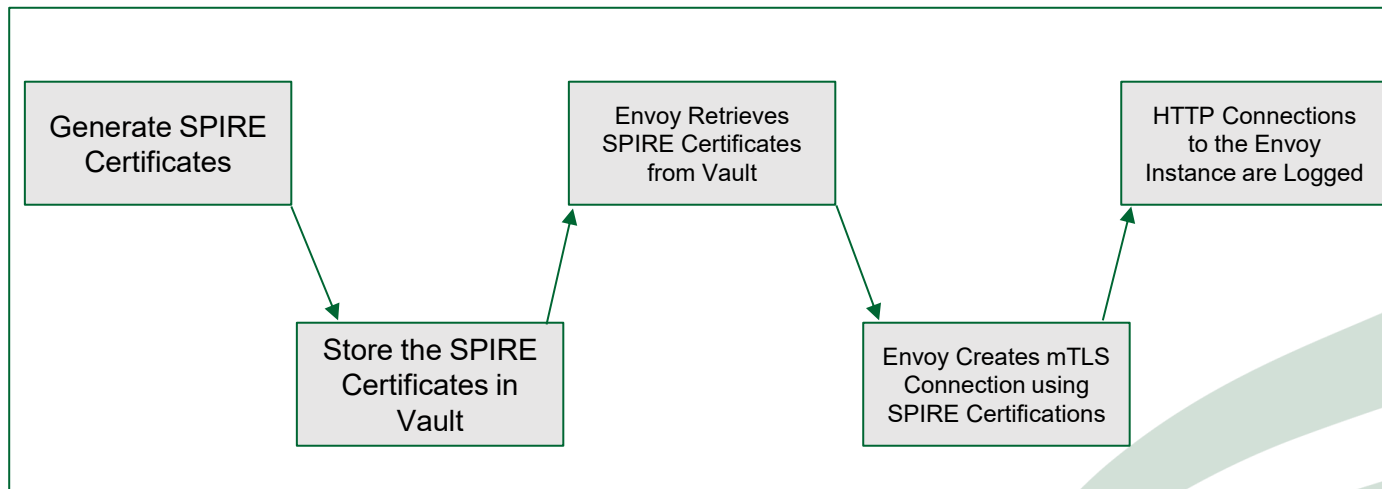 Generate SPIRE
Certificates
Store the SPIRE
Certificates in
Vault
Envoy Retrieves
SPIRE Certificates
from Vault
Envoy Creates mTLS
Connection using
SPIRE Certifications
HTTP Connections
to the Envoy
Instance are Logged